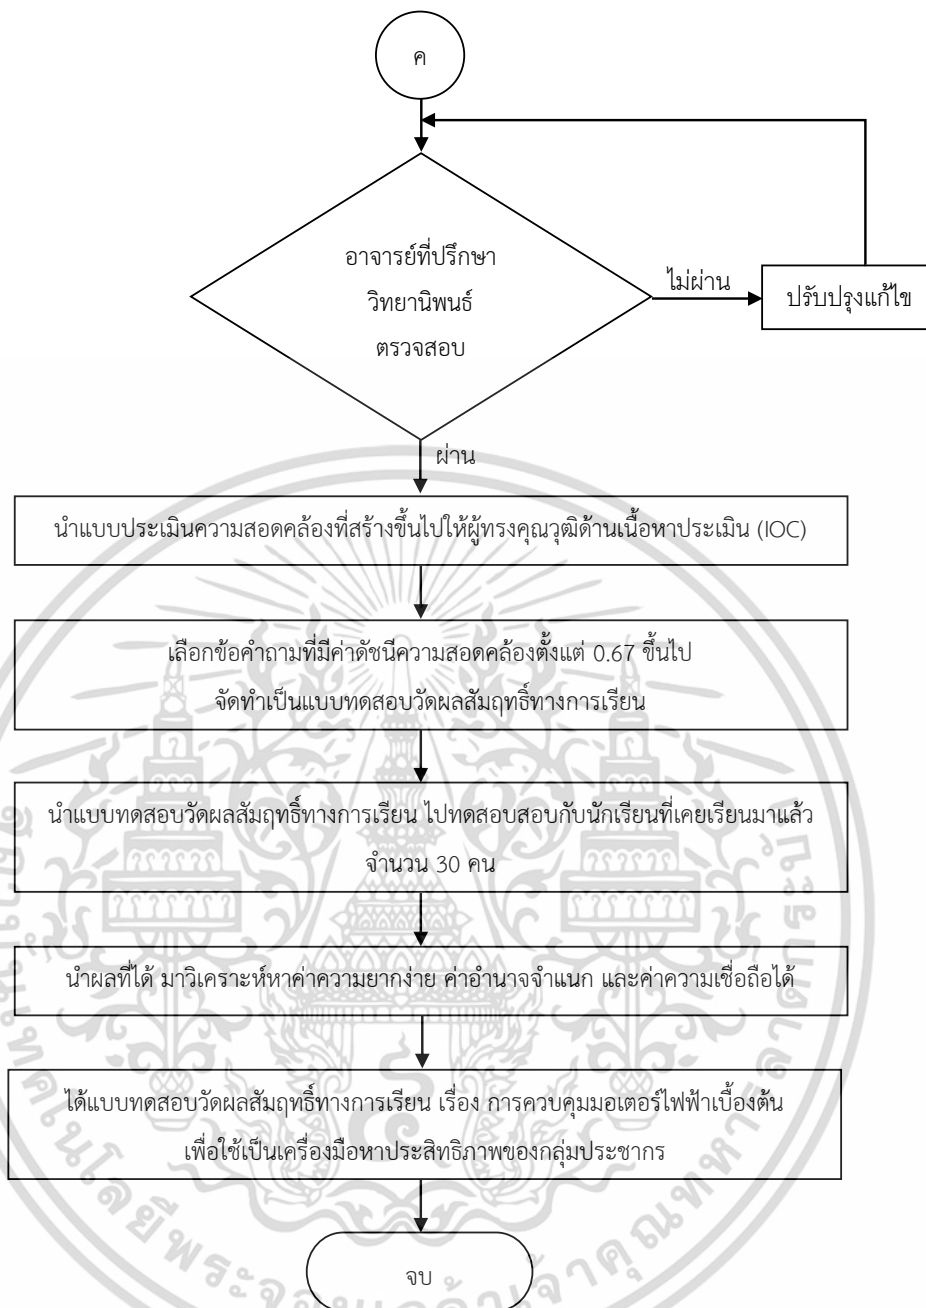 ค
อาจารย์ที่ปรึกษา
วิทยานิพนธ์
ตรวจสอบ
ไม่ผ่าน
ปรับปรุงแก้ไข
ผ่าน
นำแบบประเมินความสอดคล้องที่สร้างขึ้นไปให้ผู้ทรงคุณวุฒิด้านเนื้อหาประเมิน (IOC)
เลือกข้อคำถามที่มีค่าดัชนีความสอดคล้องตั้งแต่ 0.67 ขึ้นไป
จัดทำเป็นแบบทดสอบวัดผลสัมฤทธิ์ทางการเรียน
นำแบบทดสอบวัดผลสัมฤทธิ์ทางการเรียน ไปทดสอบสอบกับนักเรียนที่เคยเรียนมาแล้ว
จำนวน 30 คน
นำผลที่ได้ มาวิเคราะห์หาค่าความยากง่าย ค่าอำนาจจำแนก และค่าความเชื่อถือได้
ได้แบบทดสอบวัดผลสัมฤทธิ์ทางการเรียน เรื่อง การควบคุมมอเตอร์ไฟฟ้าเบื้องต้น
เพื่อใช้เป็นเครื่องมือหาประสิทธิภาพของกลุ่มประชากร
จบ